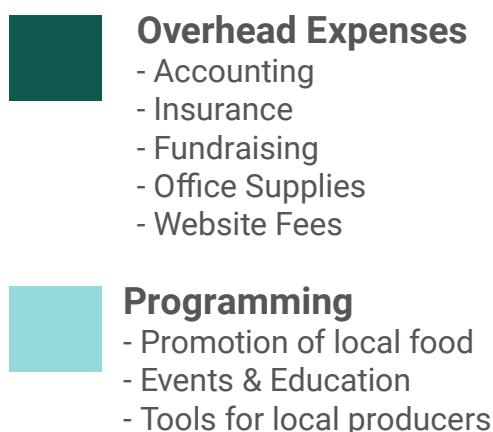 Overhead Expenses
- Accounting
- Insurance
- Fundraising
- Office Supplies
- Website Fees
Programming
- Promotion of local food
- Events & Education
- Tools for local producers